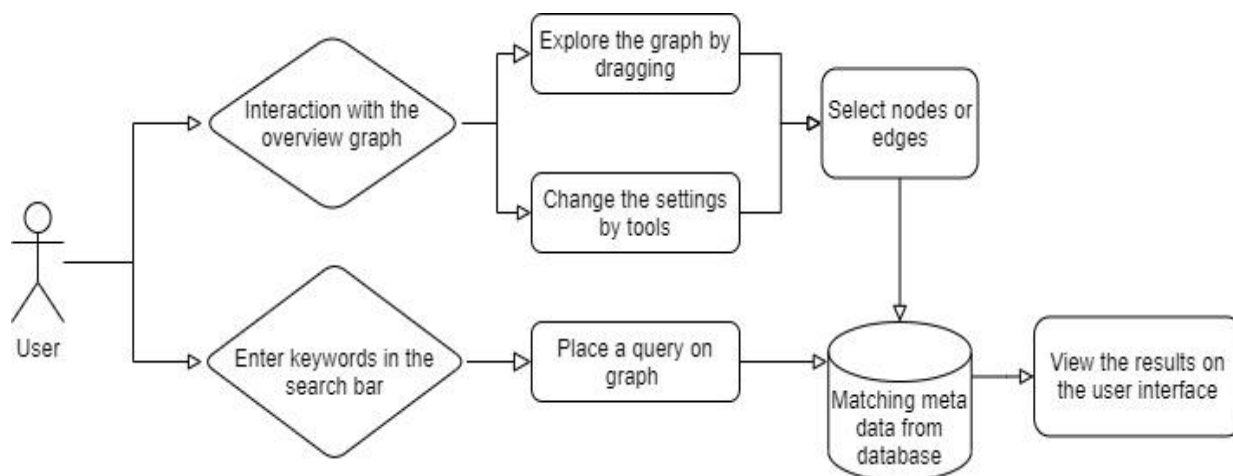 Explore the graph by
dragging
Interaction with the
overview graph
Select nodes or
edges
Change the settings
by tools
User
Enter keywords in the
search bar
Place a query on
graph
Matching meta
data from
database
View the results on
the user interface